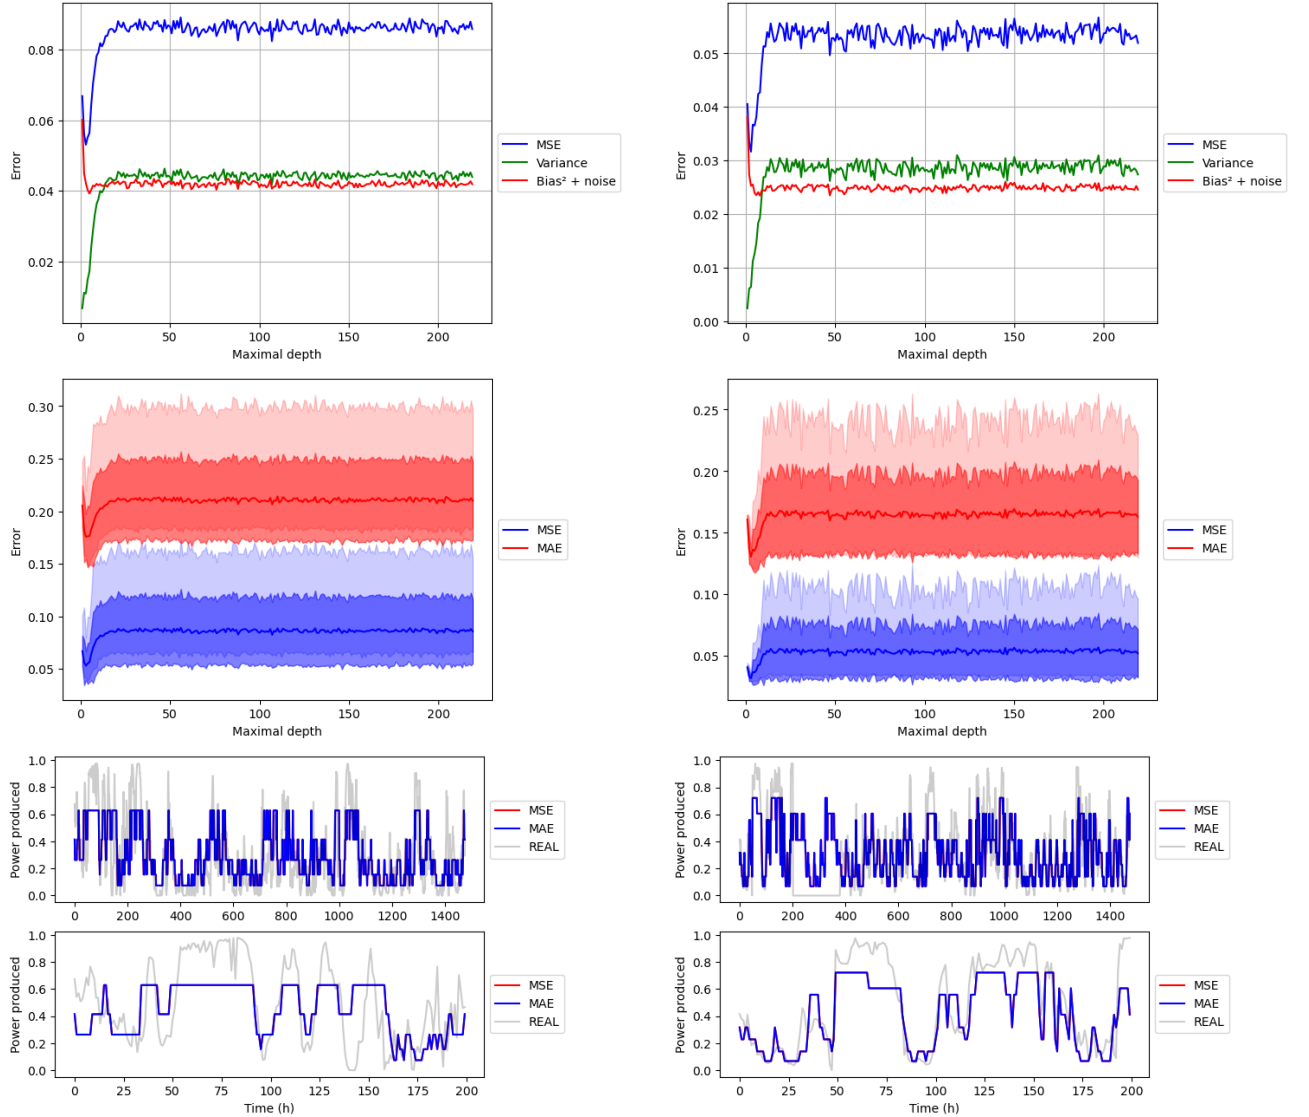 0.08
0.06
0.04
0.02
Error
0 50 100 150 200
Maximal depth
MSE
Variance
Bias² + noise
0.05
0.04
0.03
0.02
0.01
0.00
Error
0 50 100 150 200
Maximal depth
MSE
Variance
Bias² + noise
0.30
0.25
0.20
0.15
0.10
0.05
Error
0 50 100 150 200
Maximal depth
MSE
MAE
0.25
0.20
0.15
0.10
0.05
Error
0 50 100 150 200
Maximal depth
MSE
MAE
1.0
0.8
0.6
0.4
0.2
0.0
Power produced
0 200 400 600 800 1000 1200 1400
MSE
MAE
REAL
1.0
0.8
0.6
0.4
0.2
0.0
Power produced
0 200 400 600 800 1000 1200 1400
MSE
MAE
REAL
1.0
0.8
0.6
0.4
0.2
0.0
Power produced
0 25 50 75 100 125 150 175 200
Time (h)
MSE
MAE
REAL
1.0
0.8
0.6
0.4
0.2
0.0
Power produced
0 25 50 75 100 125 150 175 200
Time (h)
MSE
MAE
REAL